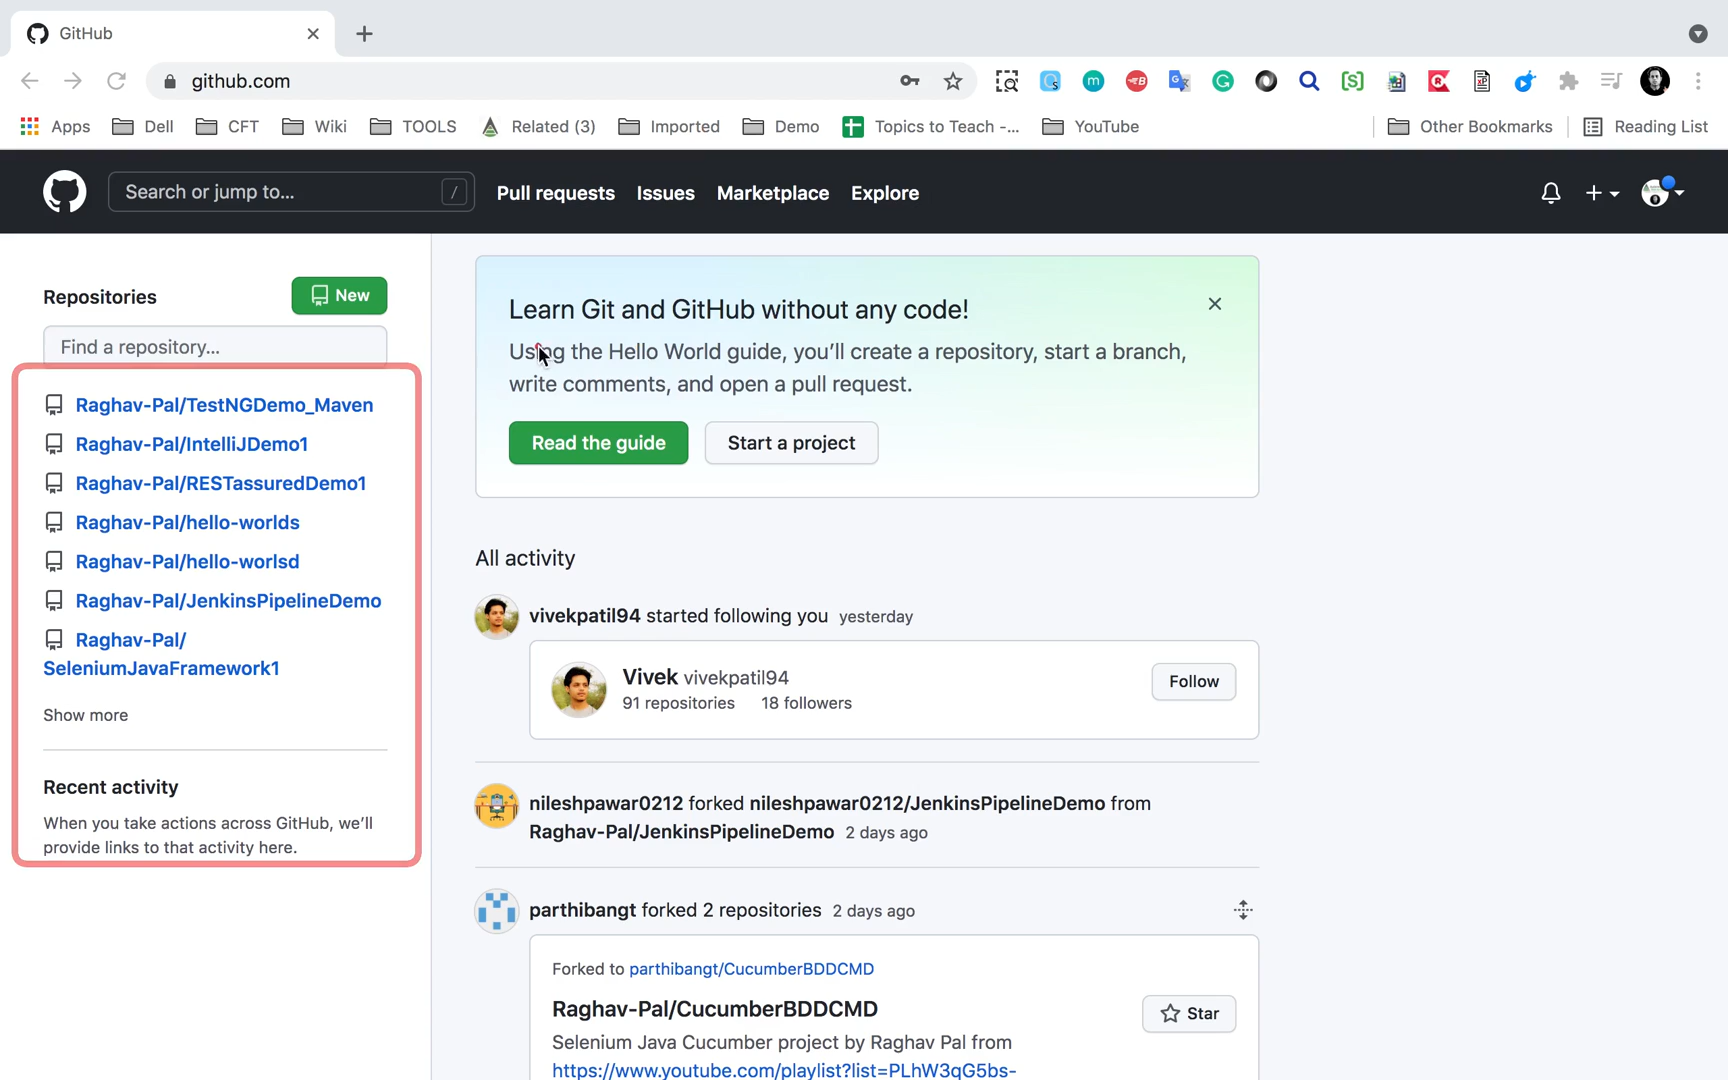 GitHub
github.com
Apps Dell CFT Wiki TOOLS Related (3) Imported Demo Topics to Teach -... YouTube Other Bookmarks Reading List
Search or jump to... / Pull requests Issues Marketplace Explore
Repositories New
Find a repository...
Raghav-Pal/TestNGDemo_Maven
Raghav-Pal/IntelliJDemo1
Raghav-Pal/RESTassuredDemo1
Raghav-Pal/hello-worlds
Raghav-Pal/hello-worlsd
Raghav-Pal/JenkinsPipelineDemo
Raghav-Pal/
SeleniumJavaFramework1
Show more
Recent activity
When you take actions across GitHub, we’ll
provide links to that activity here.
Learn Git and GitHub without any code!
Using the Hello World guide, you’ll create a repository, start a branch,
write comments, and open a pull request.
Read the guide Start a project
All activity
vivekpatil94 started following you yesterday
Vivek vivekpatil94
91 repositories 18 followers
Follow
nileshpawar0212 forked nileshpawar0212/JenkinsPipelineDemo from
Raghav-Pal/JenkinsPipelineDemo 2 days ago
parthibangt forked 2 repositories 2 days ago
Forked to parthibangt/CucumberBDDCMD
Raghav-Pal/CucumberBDDCMD
Star
Selenium Java Cucumber project by Raghav Pal from
https://www.youtube.com/playlist?list=PLhW3qG5bs-